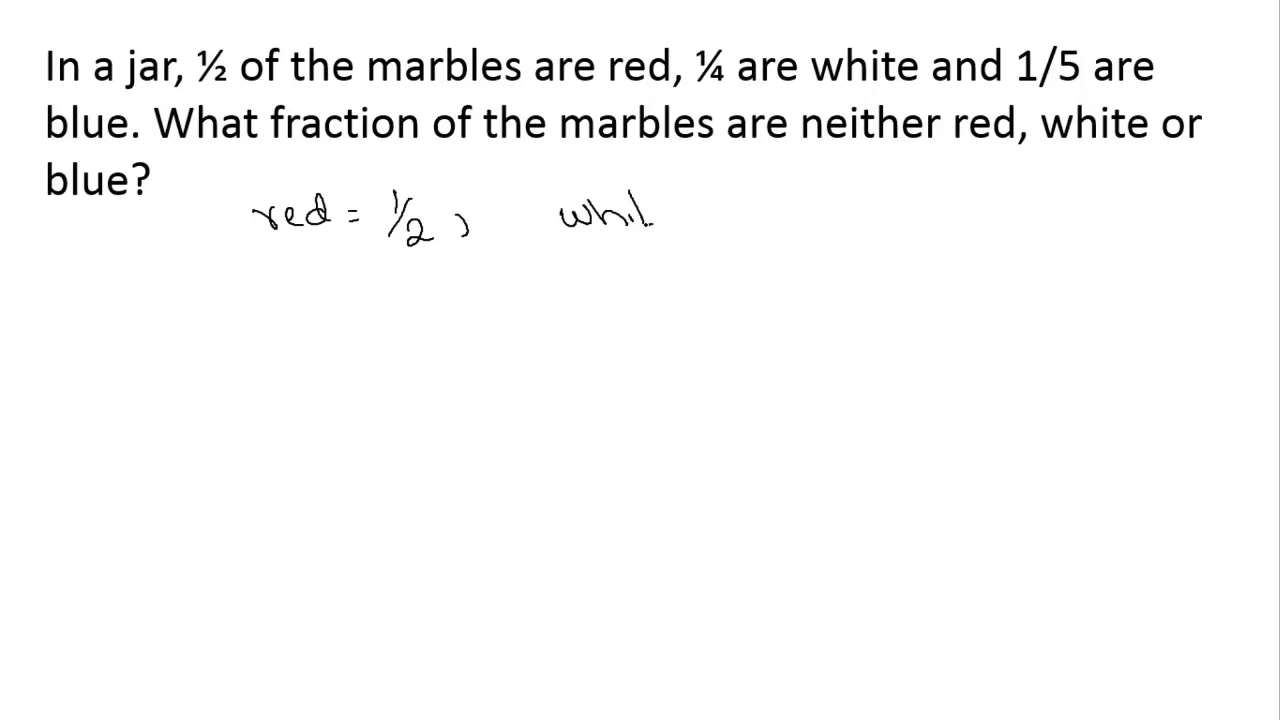 In a jar, ½ of the marbles are red, ¼ are white and 1/5 are
blue. What fraction of the marbles are neither red, white or
blue?
red = 1/2 , whit